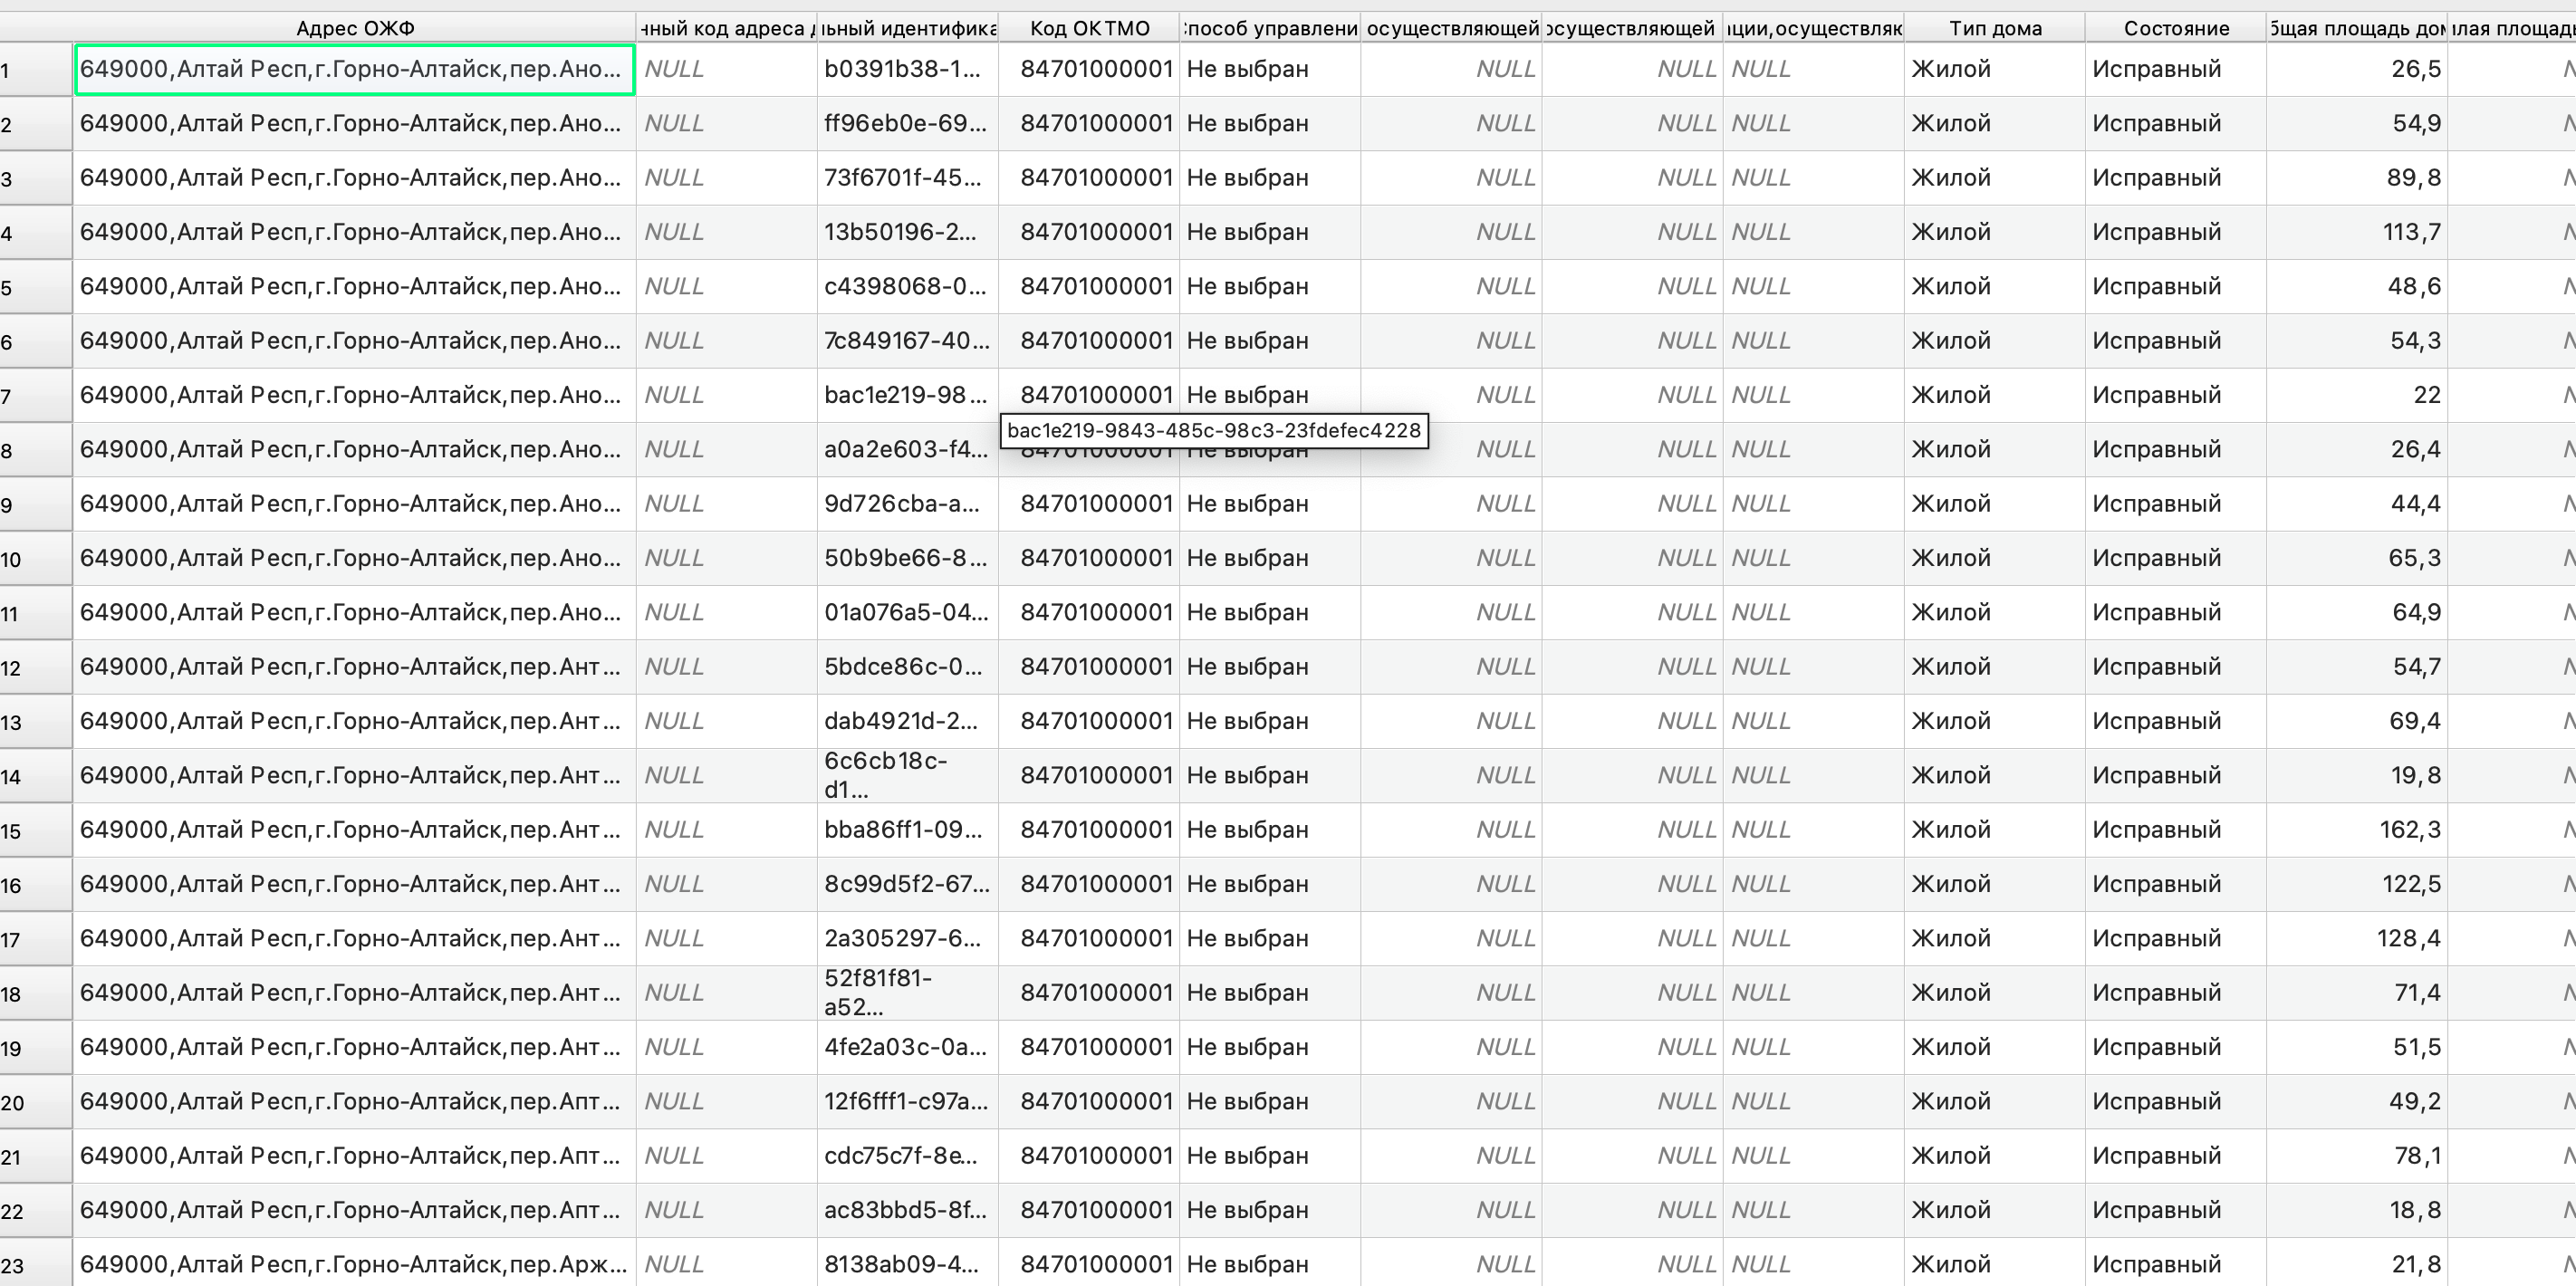 Адрес ОЖФ нный код адреса д льный идентифика Код ОКТМО Способ управлени осуществляющей осуществляющей ции,осуществляю Тип дома Состояние бщая площадь дом илая площадь
1 649000,Алтай Респ,г.Горно-Алтайск,пер.Ано... NULL b0391b38-1... 84701000001 Не выбран NULL NULL NULL Жилой Исправный 26,5 N
2 649000,Алтай Респ,г.Горно-Алтайск,пер.Ано... NULL ff96eb0e-69... 84701000001 Не выбран NULL NULL NULL Жилой Исправный 54,9 N
3 649000,Алтай Респ,г.Горно-Алтайск,пер.Ано... NULL 73f6701f-45... 84701000001 Не выбран NULL NULL NULL Жилой Исправный 89,8 N
4 649000,Алтай Респ,г.Горно-Алтайск,пер.Ано... NULL 13b50196-2... 84701000001 Не выбран NULL NULL NULL Жилой Исправный 113,7 N
5 649000,Алтай Респ,г.Горно-Алтайск,пер.Ано... NULL c4398068-0... 84701000001 Не выбран NULL NULL NULL Жилой Исправный 48,6 N
6 649000,Алтай Респ,г.Горно-Алтайск,пер.Ано... NULL 7c849167-40... 84701000001 Не выбран NULL NULL NULL Жилой Исправный 54,3 N
7 649000,Алтай Респ,г.Горно-Алтайск,пер.Ано... NULL bac1e219-98... 84701000001 Не выбран NULL NULL NULL Жилой Исправный 22 N
bac1e219-9843-485c-98c3-23fdefec4228
8 649000,Алтай Респ,г.Горно-Алтайск,пер.Ано... NULL a0a2e603-f4... 84701000001 Не выбран NULL NULL NULL Жилой Исправный 26,4 N
9 649000,Алтай Респ,г.Горно-Алтайск,пер.Ано... NULL 9d726cba-a... 84701000001 Не выбран NULL NULL NULL Жилой Исправный 44,4 N
10 649000,Алтай Респ,г.Горно-Алтайск,пер.Ано... NULL 50b9be66-8... 84701000001 Не выбран NULL NULL NULL Жилой Исправный 65,3 N
11 649000,Алтай Респ,г.Горно-Алтайск,пер.Ано... NULL 01a076a5-04... 84701000001 Не выбран NULL NULL NULL Жилой Исправный 64,9 N
12 649000,Алтай Респ,г.Горно-Алтайск,пер.Ант... NULL 5bdce86c-0... 84701000001 Не выбран NULL NULL NULL Жилой Исправный 54,7 N
13 649000,Алтай Респ,г.Горно-Алтайск,пер.Ант... NULL dab4921d-2... 84701000001 Не выбран NULL NULL NULL Жилой Исправный 69,4 N
14 649000,Алтай Респ,г.Горно-Алтайск,пер.Ант... NULL 6c6cb18c-d1... 84701000001 Не выбран NULL NULL NULL Жилой Исправный 19,8 N
15 649000,Алтай Респ,г.Горно-Алтайск,пер.Ант... NULL bba86ff1-09... 84701000001 Не выбран NULL NULL NULL Жилой Исправный 162,3 N
16 649000,Алтай Респ,г.Горно-Алтайск,пер.Ант... NULL 8c99d5f2-67... 84701000001 Не выбран NULL NULL NULL Жилой Исправный 122,5 N
17 649000,Алтай Респ,г.Горно-Алтайск,пер.Ант... NULL 2a305297-6... 84701000001 Не выбран NULL NULL NULL Жилой Исправный 128,4 N
18 649000,Алтай Респ,г.Горно-Алтайск,пер.Ант... NULL 52f81f81-a52... 84701000001 Не выбран NULL NULL NULL Жилой Исправный 71,4 N
19 649000,Алтай Респ,г.Горно-Алтайск,пер.Ант... NULL 4fe2a03c-0a... 84701000001 Не выбран NULL NULL NULL Жилой Исправный 51,5 N
20 649000,Алтай Респ,г.Горно-Алтайск,пер.Апт... NULL 12f6fff1-c97a... 84701000001 Не выбран NULL NULL NULL Жилой Исправный 49,2 N
21 649000,Алтай Респ,г.Горно-Алтайск,пер.Апт... NULL cdc75c7f-8e... 84701000001 Не выбран NULL NULL NULL Жилой Исправный 78,1 N
22 649000,Алтай Респ,г.Горно-Алтайск,пер.Апт... NULL ac83bbd5-8f... 84701000001 Не выбран NULL NULL NULL Жилой Исправный 18,8 N
23 649000,Алтай Респ,г.Горно-Алтайск,пер.Арж... NULL 8138ab09-4... 84701000001 Не выбран NULL NULL NULL Жилой Исправный 21,8 N